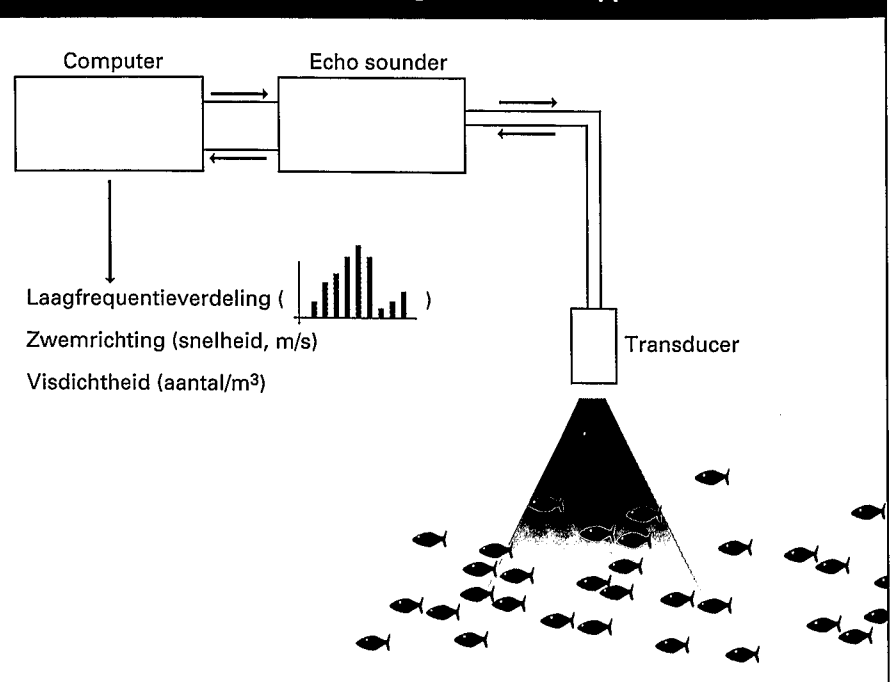 Computer
Echo sounder
Laagfrequentieverdeling ( )
Zwemrichting (snelheid, m/s)
Visdichtheid (aantal/m³)
Transducer